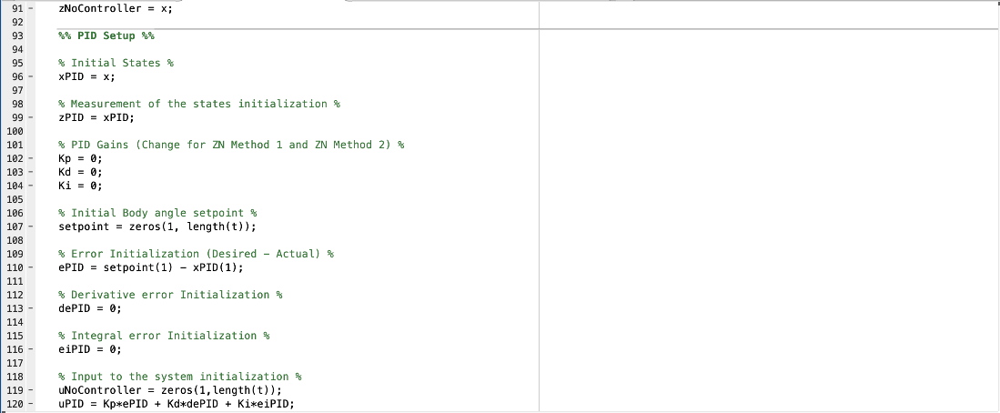 91 - zNoController = x;
92
93 %% PID Setup %%
94
95 % Initial States %
96 - xPID = x;
97
98 % Measurement of the states initialization %
99 - zPID = xPID;
100
101 % PID Gains (Change for ZN Method 1 and ZN Method 2) %
102 - Kp = 0;
103 - Kd = 0;
104 - Ki = 0;
105
106 % Initial Body angle setpoint %
107 - setpoint = zeros(1, length(t));
108
109 % Error Initialization (Desired - Actual) %
110 - ePID = setpoint(1) - xPID(1);
111
112 % Derivative error Initialization %
113 - dePID = 0;
114
115 % Integral error Initialization %
116 - eiPID = 0;
117
118 % Input to the system initialization %
119 - uNoController = zeros(1,length(t));
120 - uPID = Kp*ePID + Kd*dePID + Ki*eiPID;